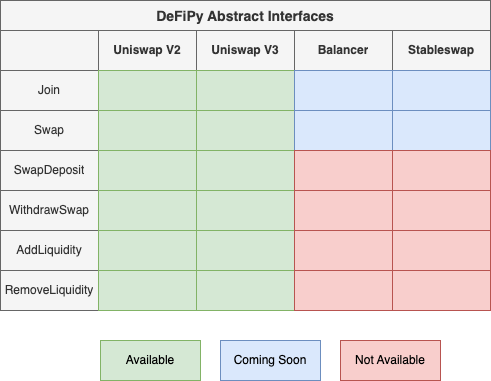 DeFiPy Abstract Interfaces
Uniswap V2 Uniswap V3 Balancer Stableswap
Join
Swap
SwapDeposit
WithdrawSwap
AddLiquidity
RemoveLiquidity
Available Coming Soon Not Available